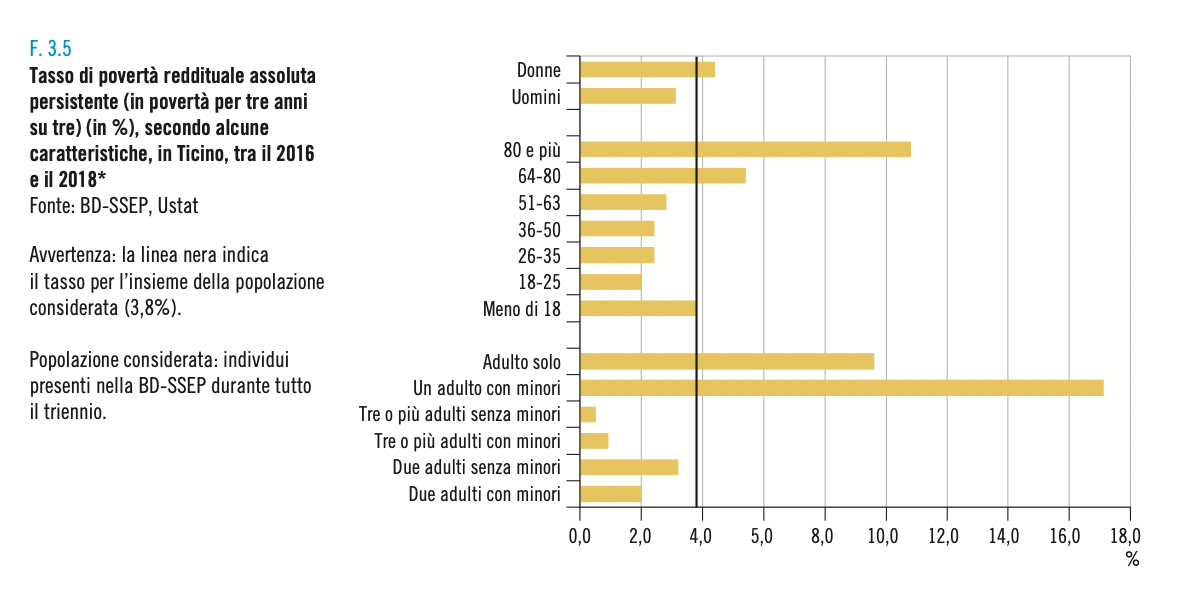 F. 3.5
Tasso di povertà reddituale assoluta
persistente (in povertà per tre anni
su tre) (in %), secondo alcune
caratteristiche, in Ticino, tra il 2016
e il 2018*
Fonte: BD-SSEP, Ustat
Avvertenza: la linea nera indica
il tasso per l'insieme della popolazione
considerata (3,8%).
Popolazione considerata: individui
presenti nella BD-SSEP durante tutto
il triennio.
Donne
Uomini
80 e più
64-80
51-63
36-50
26-35
18-25
Meno di 18
Adulto solo
Un adulto con minori
Tre o più adulti senza minori
Tre o più adulti con minori
Due adulti senza minori
Due adulti con minori
0,0 2,0 4,0 5,0 8,0 10,0 12,0 14,0 16,0 18,0
%